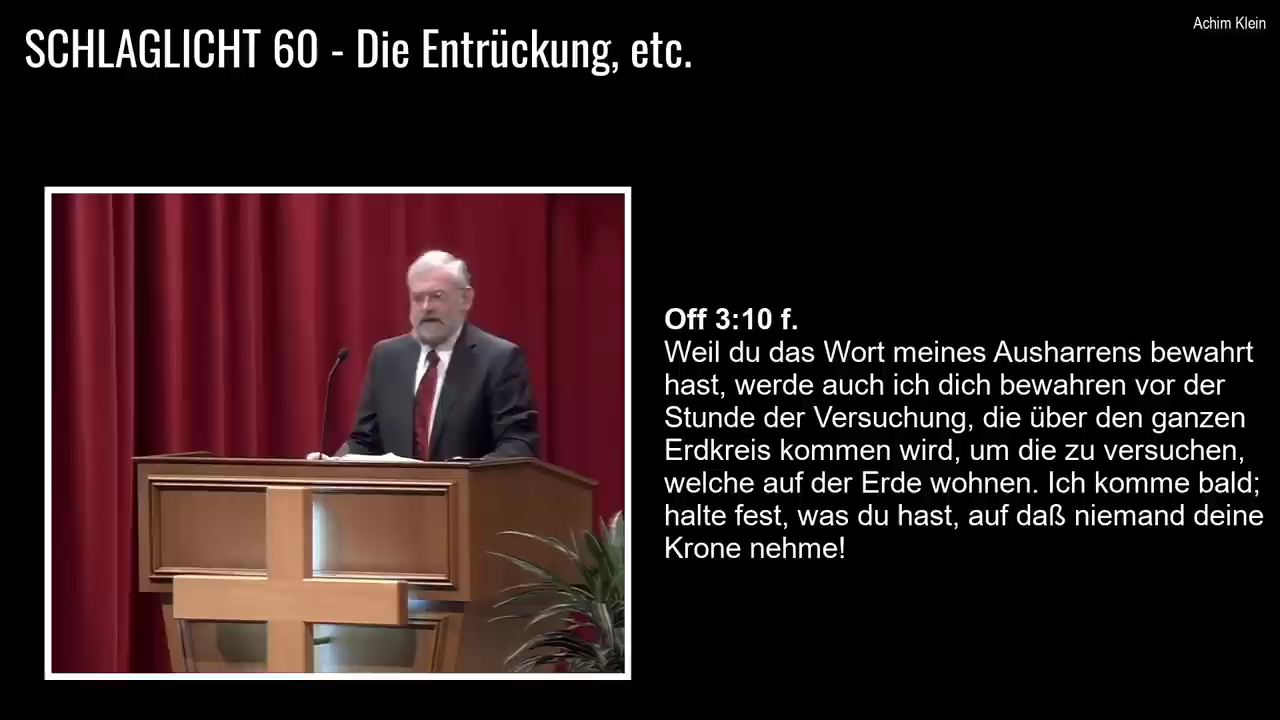 SCHLAGLICHT 60 - Die Entrückung, etc.
Achim Klein
Off 3:10 f.
Weil du das Wort meines Ausharrens bewahrt
hast, werde auch ich dich bewahren vor der
Stunde der Versuchung, die über den ganzen
Erdkreis kommen wird, um die zu versuchen,
welche auf der Erde wohnen. Ich komme bald;
halte fest, was du hast, auf daß niemand deine
Krone nehme!